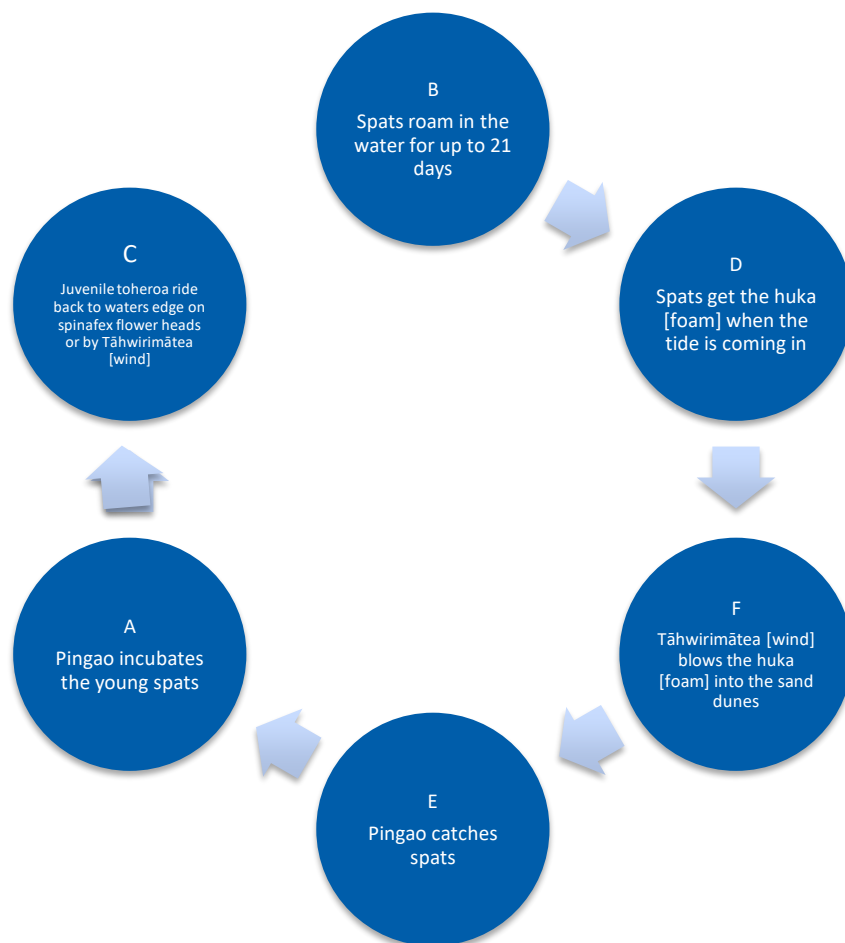 B
Spats roam in the
water for up to 21
days
D
Spats get the huka
[foam] when the
tide is coming in
F
Tāhwirimātea [wind]
blows the huka
[foam] into the sand
dunes
E
Pingao catches
spats
A
Pingao incubates
the young spats
C
Juvenile toheroa ride
back to waters edge on
spinafex flower heads
or by Tāhwirimātea
[wind]